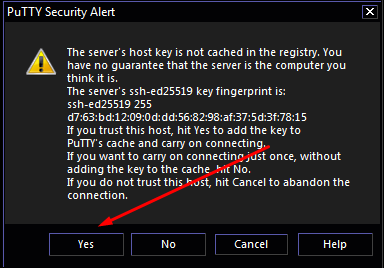 PuTTY Security Alert
The server's host key is not cached in the registry. You
have no guarantee that the server is the computer you
think it is.
The server's ssh-ed25519 key fingerprint is:
ssh-ed25519 255
d7:63:bd:12:09:0d:dd:56:82:98:af:37:5d:3f:78:15
If you trust this host, hit Yes to add the key to
PuTTY's cache and carry on connecting.
If you want to carry on connecting just once, without
adding the key to the cache, hit No.
If you do not trust this host, hit Cancel to abandon the
connection.
Yes
No
Cancel
Help